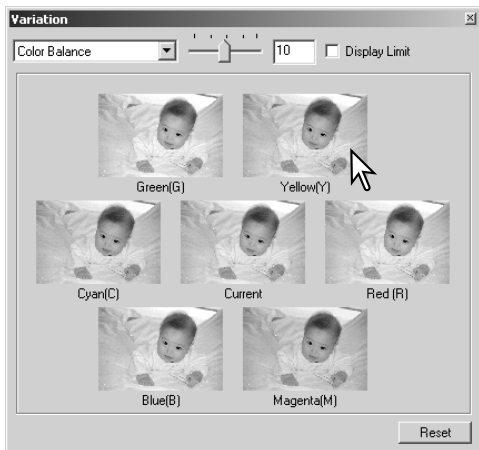 Variation
Color Balance 10 Display Limit
Green(G) Yellow(Y)
Cyan(C) Current Red (R)
Blue(B) Magenta(M)
Reset